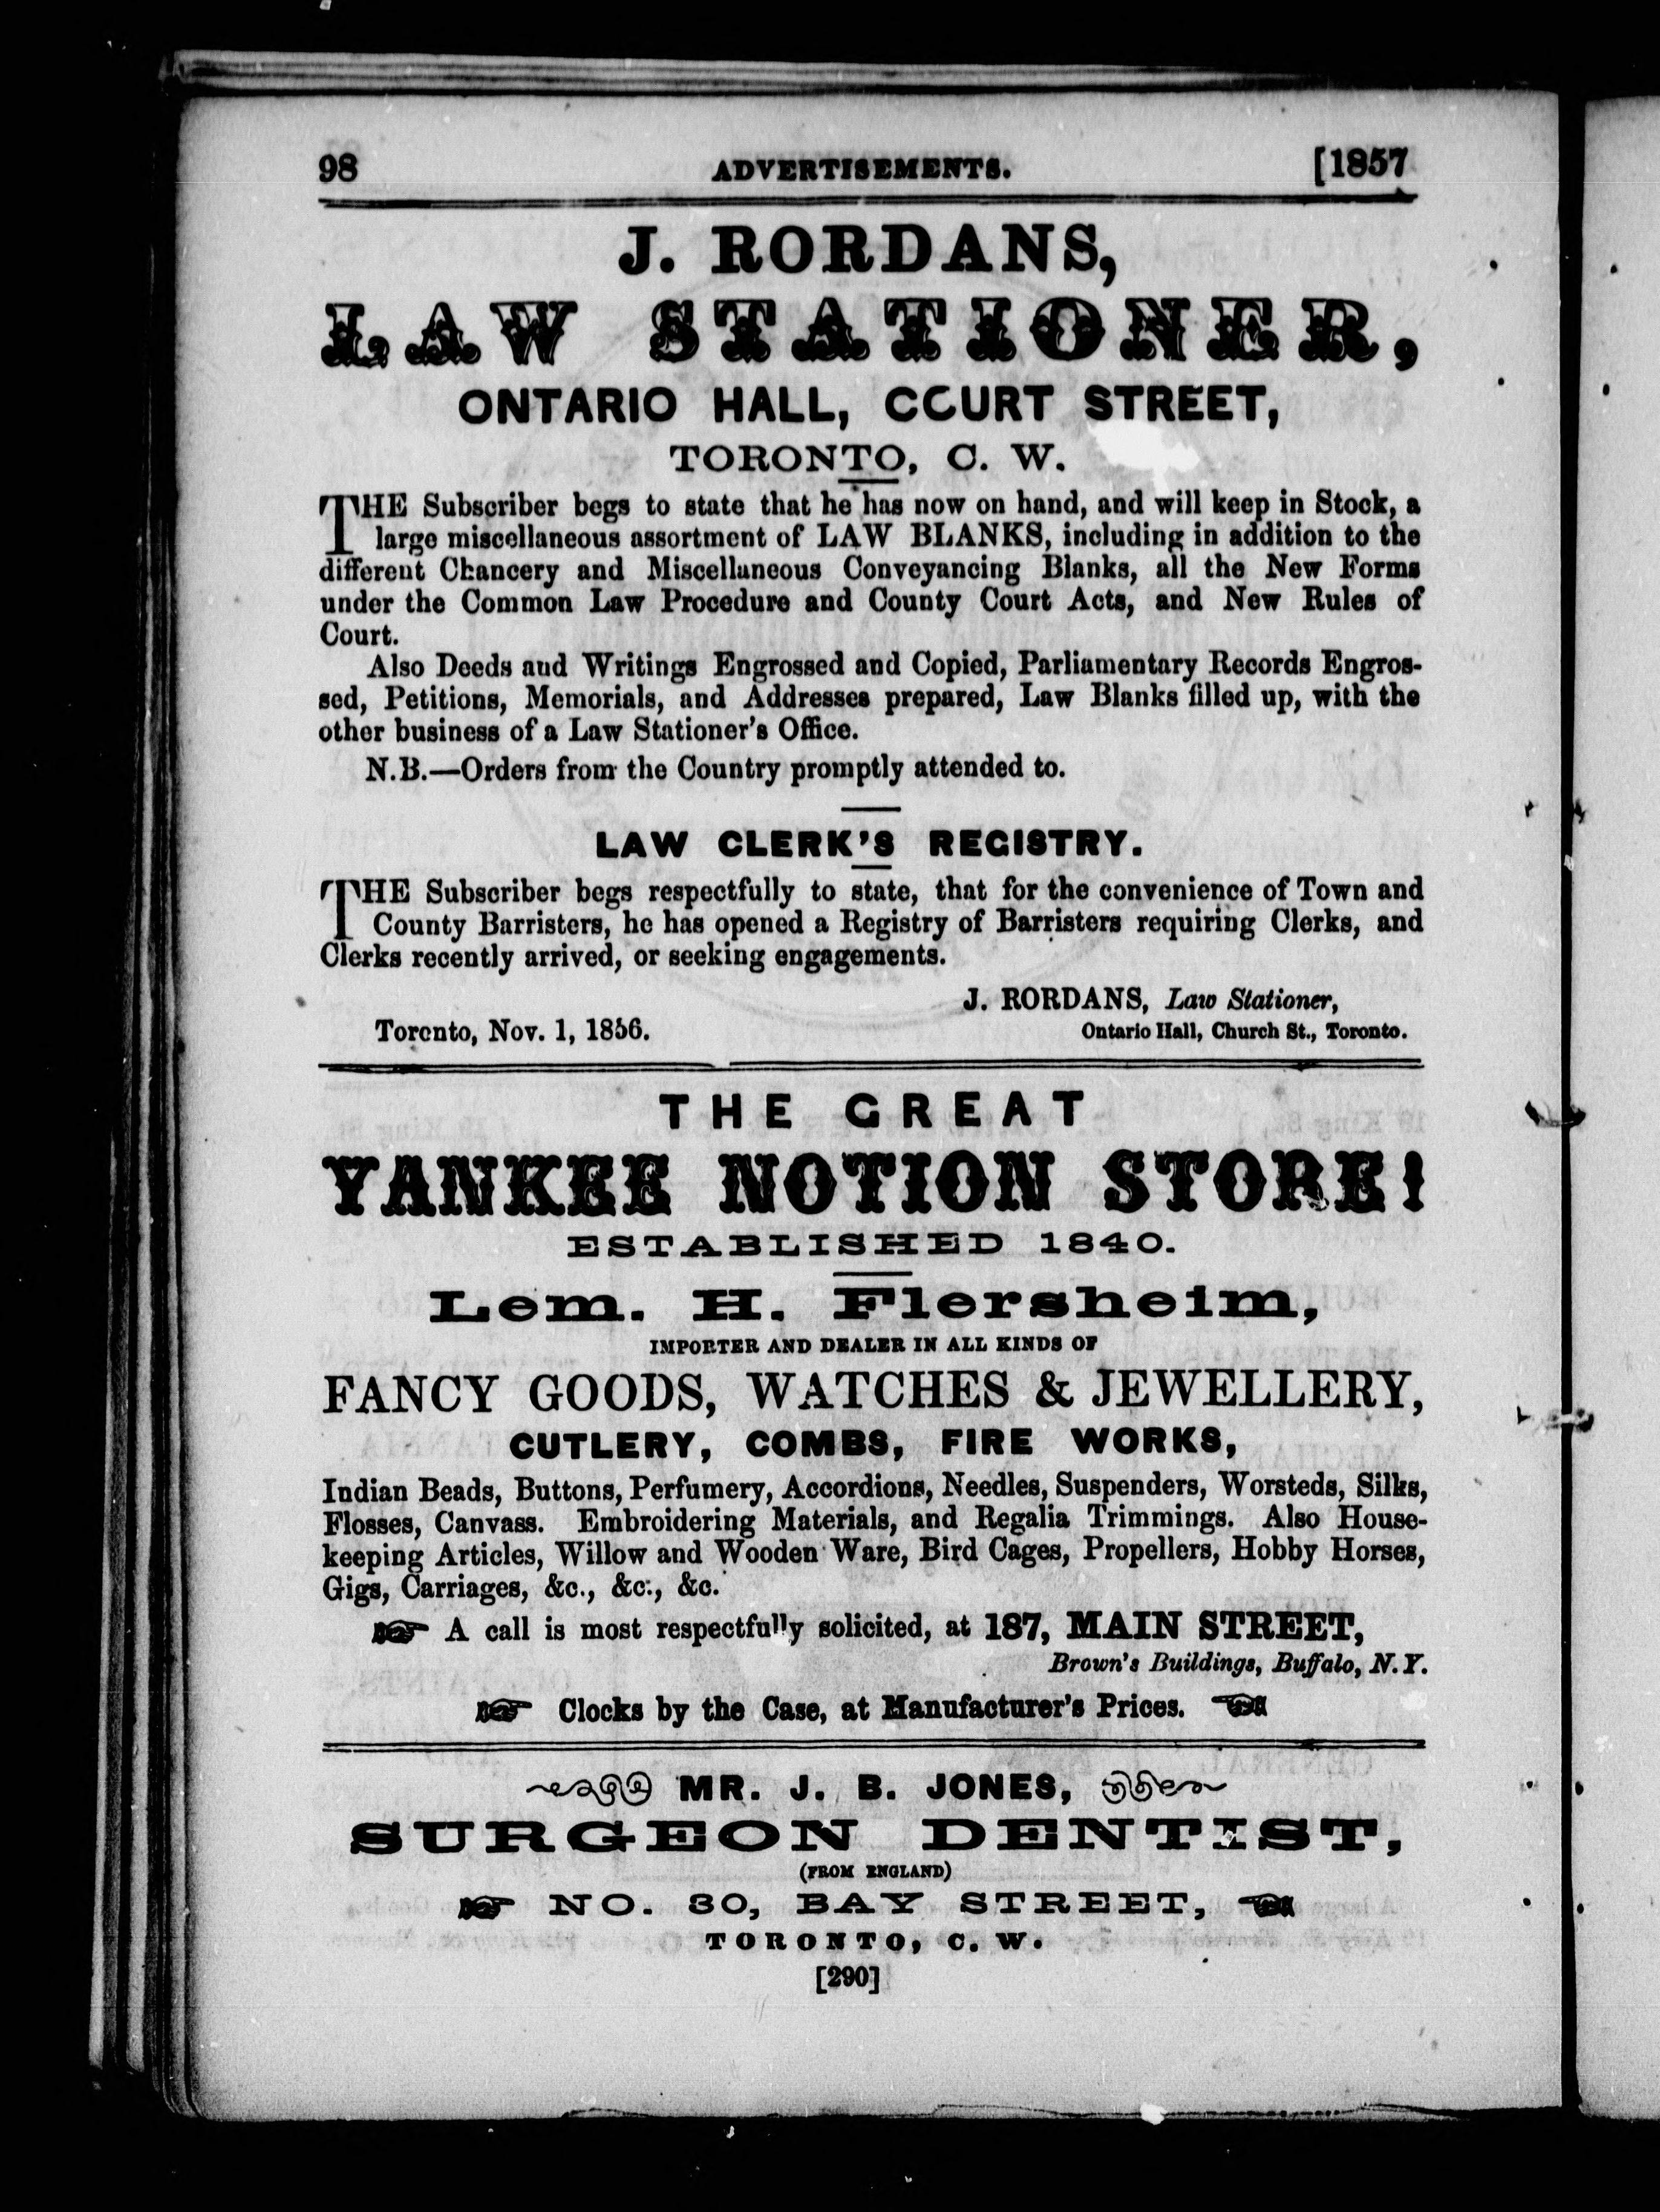 98 ADVERTISEMENTS. [1857
J. RORDANS,
LAW STATIONER,
ONTARIO HALL, COURT STREET,
TORONTO, C. W.
THE Subscriber begs to state that he has now on hand, and will keep in Stock, a
large miscellaneous assortment of LAW BLANKS, including in addition to the
different Chancery and Miscellaneous Conveyancing Blanks, all the New Forms
under the Common Law Procedure and County Court Acts, and New Rules of
Court.
Also Deeds and Writings Engrossed and Copied, Parliamentary Records Engros-
sed, Petitions, Memorials, and Addresses prepared, Law Blanks filled up, with the
other business of a Law Stationer's Office.
N.B.—Orders from the Country promptly attended to.
LAW CLERK'S REGISTRY.
THE Subscriber begs respectfully to state, that for the convenience of Town and
County Barristers, he has opened a Registry of Barristers requiring Clerks, and
Clerks recently arrived, or seeking engagements.
J. RORDANS, Law Stationer,
Toronto, Nov. 1, 1856. Ontario Hall, Church St., Toronto.
THE GREAT
YANKEE NOTION STORE!
ESTABLISHED 1840.
Lem. H. Flersheim,
IMPORTER AND DEALER IN ALL KINDS OF
FANCY GOODS, WATCHES & JEWELLERY,
CUTLERY, COMBS, FIRE WORKS,
Indian Beads, Buttons, Perfumery, Accordions, Needles, Suspenders, Worsteds, Silks,
Flosses, Canvass. Embroidering Materials, and Regalia Trimmings. Also House-
keeping Articles, Willow and Wooden Ware, Bird Cages, Propellers, Hobby Horses,
Gigs, Carriages, &c., &c., &c.
☞ A call is most respectfully solicited, at 187, MAIN STREET,
Brown's Buildings, Buffalo, N.Y.
☞ Clocks by the Case, at Manufacturer's Prices. ☜
MR. J. B. JONES,
SURGEON DENTIST,
(FROM ENGLAND)
☞ NO. 30, BAY STREET, ☜
TORONTO, C. W.
[290]